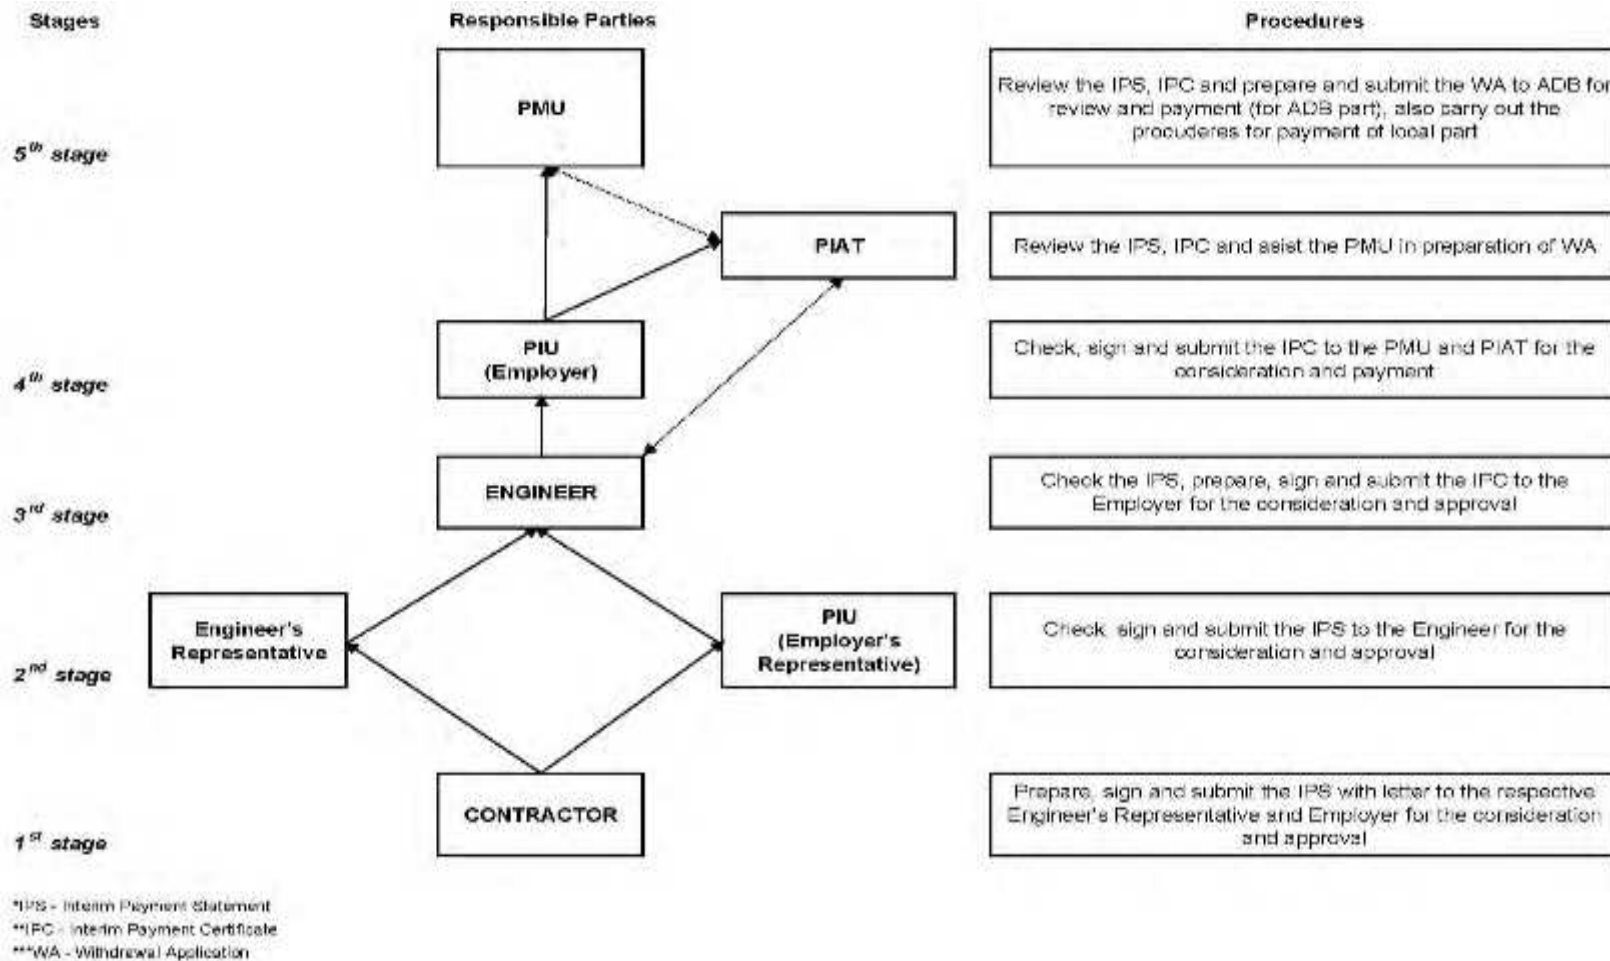 Stages
Responsible Parties
Procedures
PMU
Review the IPS, IPC and prepare and submit the WA to ADB for
review and payment (for ADB part), also carry out the
procuderes for payment of local part
5th stage
PIAT
Review the IPS, IPC and asist the PMU in preparation of WA
PIU
(Employer)
Check, sign and submit the IPC to the PMU and PIAT for the
consideration and payment
4th stage
ENGINEER
Check the IPS, prepare, sign and submit the IPC to the
Employer for the consideration and approval
3rd stage
Engineer's
Representative
PIU
(Employer's
Representative)
Check, sign and submit the IPS to the Engineer for the
consideration and approval
2nd stage
CONTRACTOR
Prepare, sign and submit the IPS with letter to the respective
Engineer's Representative and Employer for the consideration
and approval
1st stage
*IPS - Interim Payment Statement
**IPC - Interim Payment Certificate
***WA - Withdrawal Application